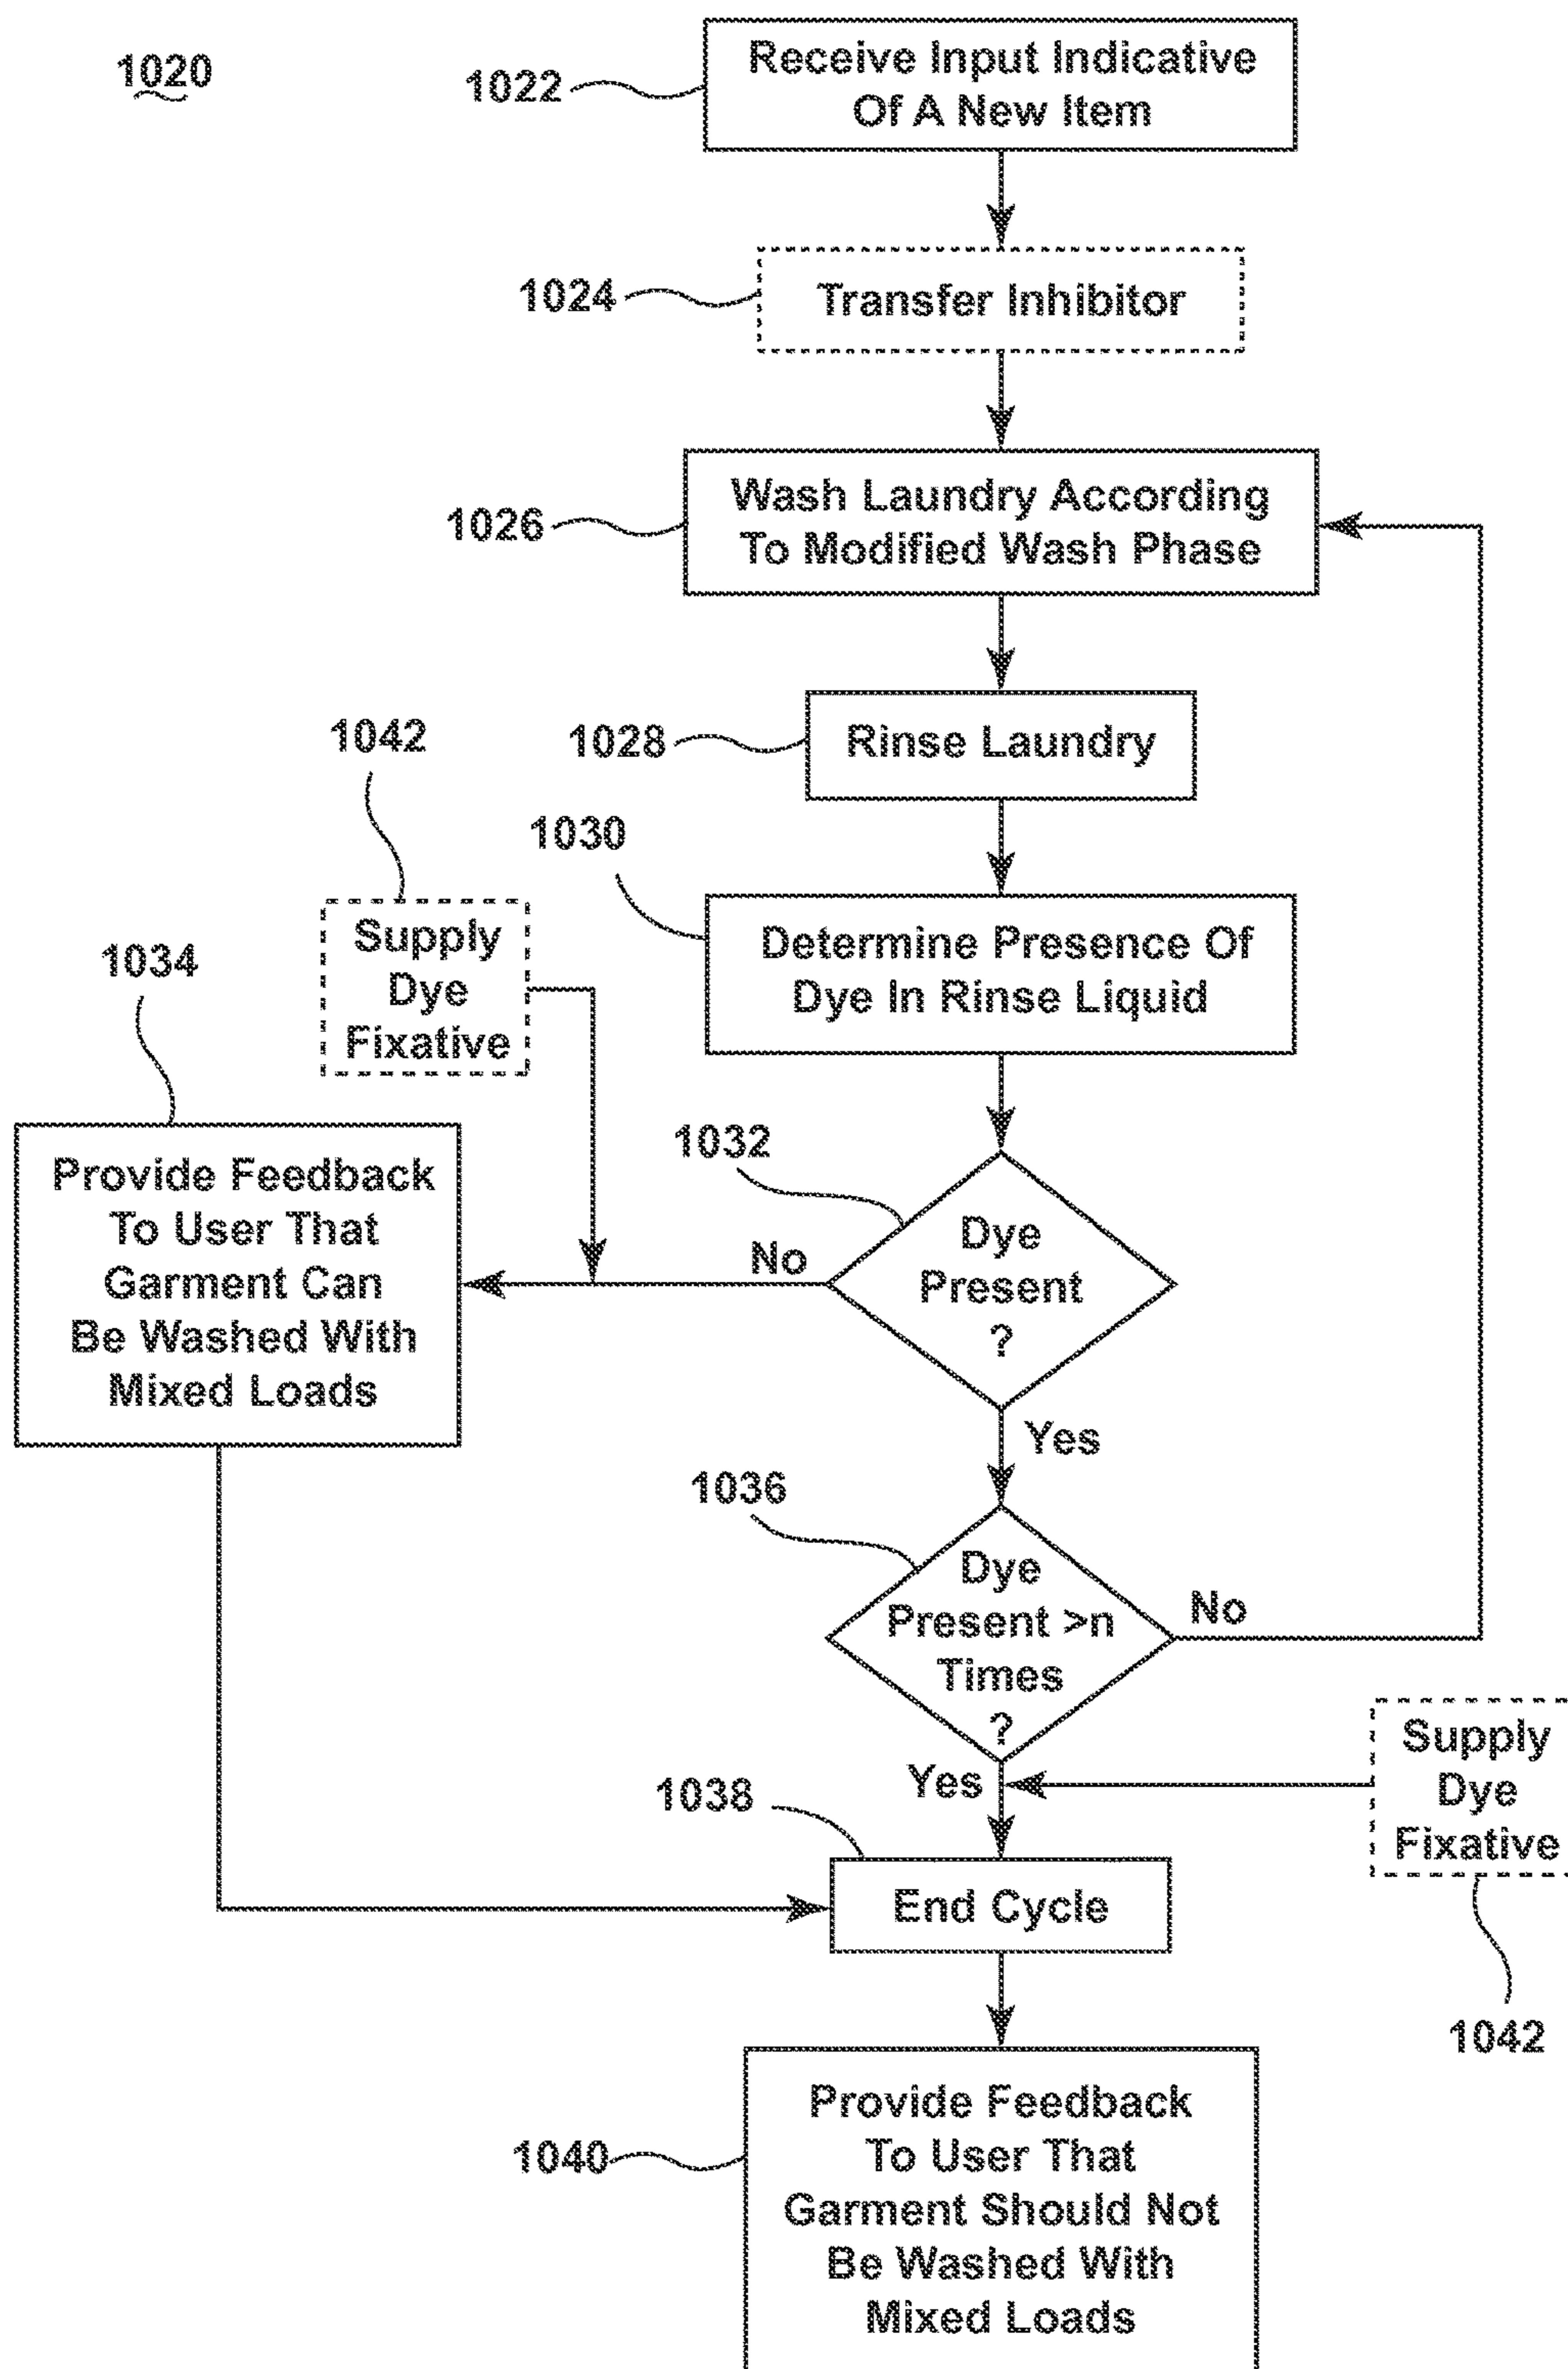 1020
1022
Receive Input Indicative
Of A New Item
1024
Transfer Inhibitor
1026
Wash Laundry According
To Modified Wash Phase
1028
Rinse Laundry
1042
Supply
Dye
Fixative
1030
Determine Presence Of
Dye In Rinse Liquid
1034
Provide Feedback
To User That
Garment Can
Be Washed With
Mixed Loads
1032
Dye
Present
?
No
Yes
1036
Dye
Present >n
Times
?
No
Yes
Supply
Dye
Fixative
1042
1038
End Cycle
1040
Provide Feedback
To User That
Garment Should Not
Be Washed With
Mixed Loads